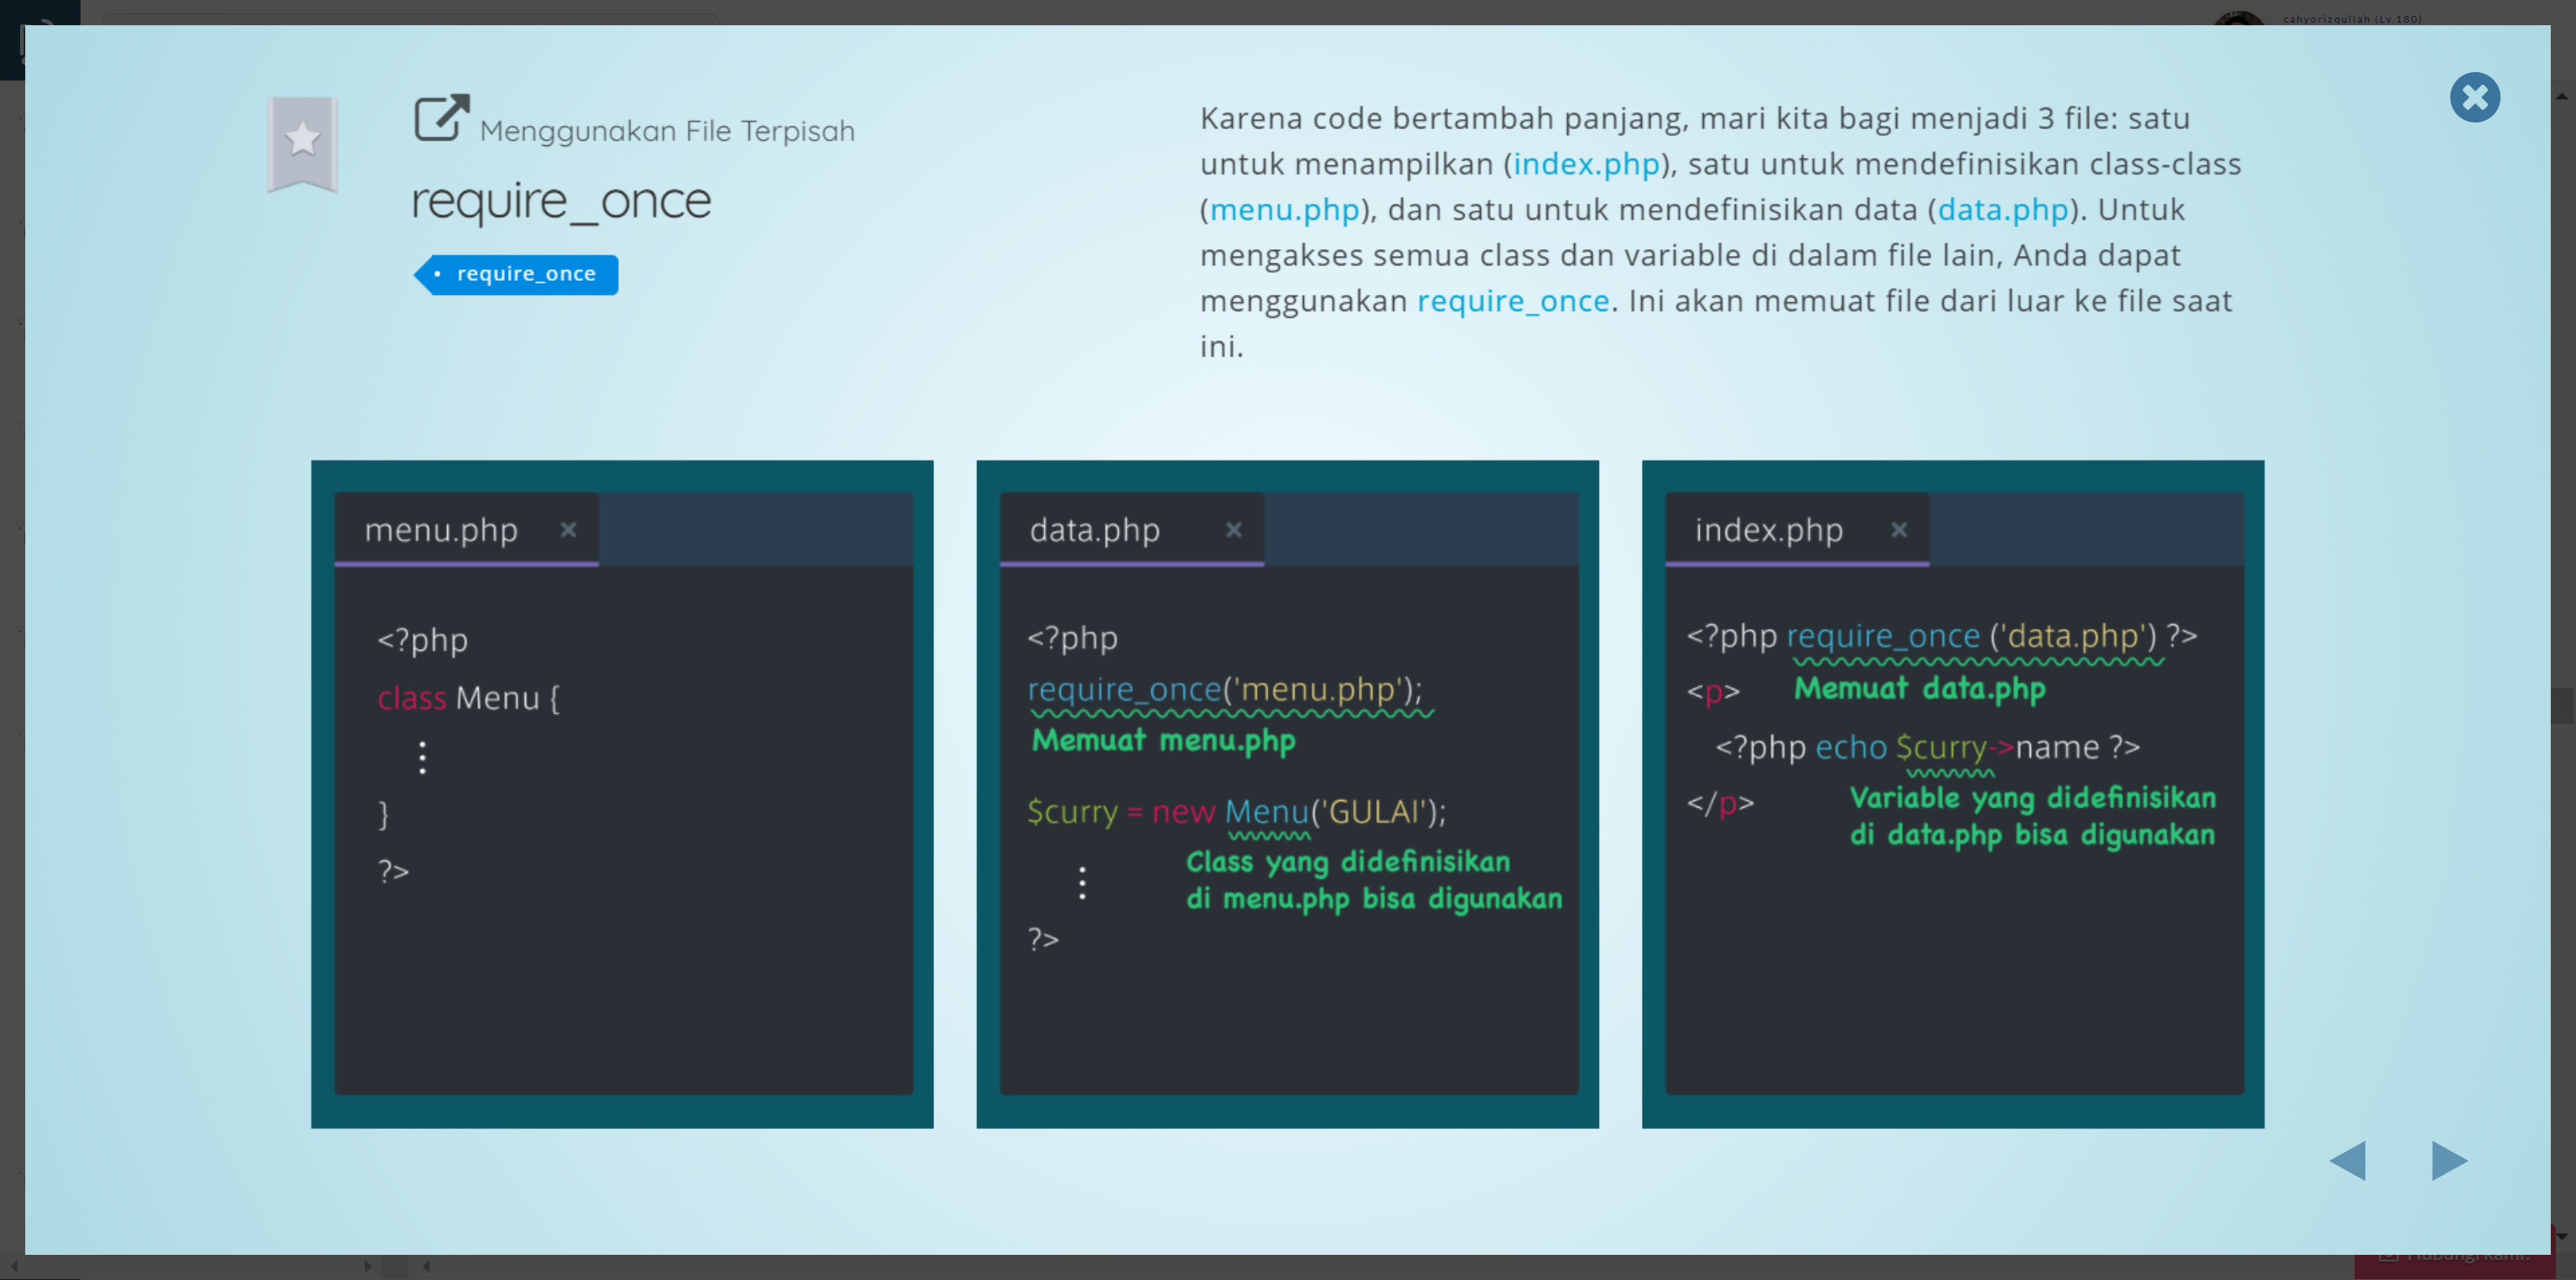 cahyorizqullah (Lv.180)
Menggunakan File Terpisah
require_once
• require_once
Karena code bertambah panjang, mari kita bagi menjadi 3 file: satu
untuk menampilkan (index.php), satu untuk mendefinisikan class-class
(menu.php), dan satu untuk mendefinisikan data (data.php). Untuk
mengakses semua class dan variable di dalam file lain, Anda dapat
menggunakan require_once. Ini akan memuat file dari luar ke file saat
ini.
menu.php ×
<?php
class Menu {
⋮
}
?>
data.php ×
<?php
require_once('menu.php');
Memuat menu.php
$curry = new Menu('GULAI');
Class yang didefinisikan
di menu.php bisa digunakan
⋮
?>
index.php ×
<?php require_once ('data.php') ?>
Memuat data.php
<p>
<?php echo $curry->name ?>
Variable yang didefinisikan
di data.php bisa digunakan
</p>
Hubungi kami.